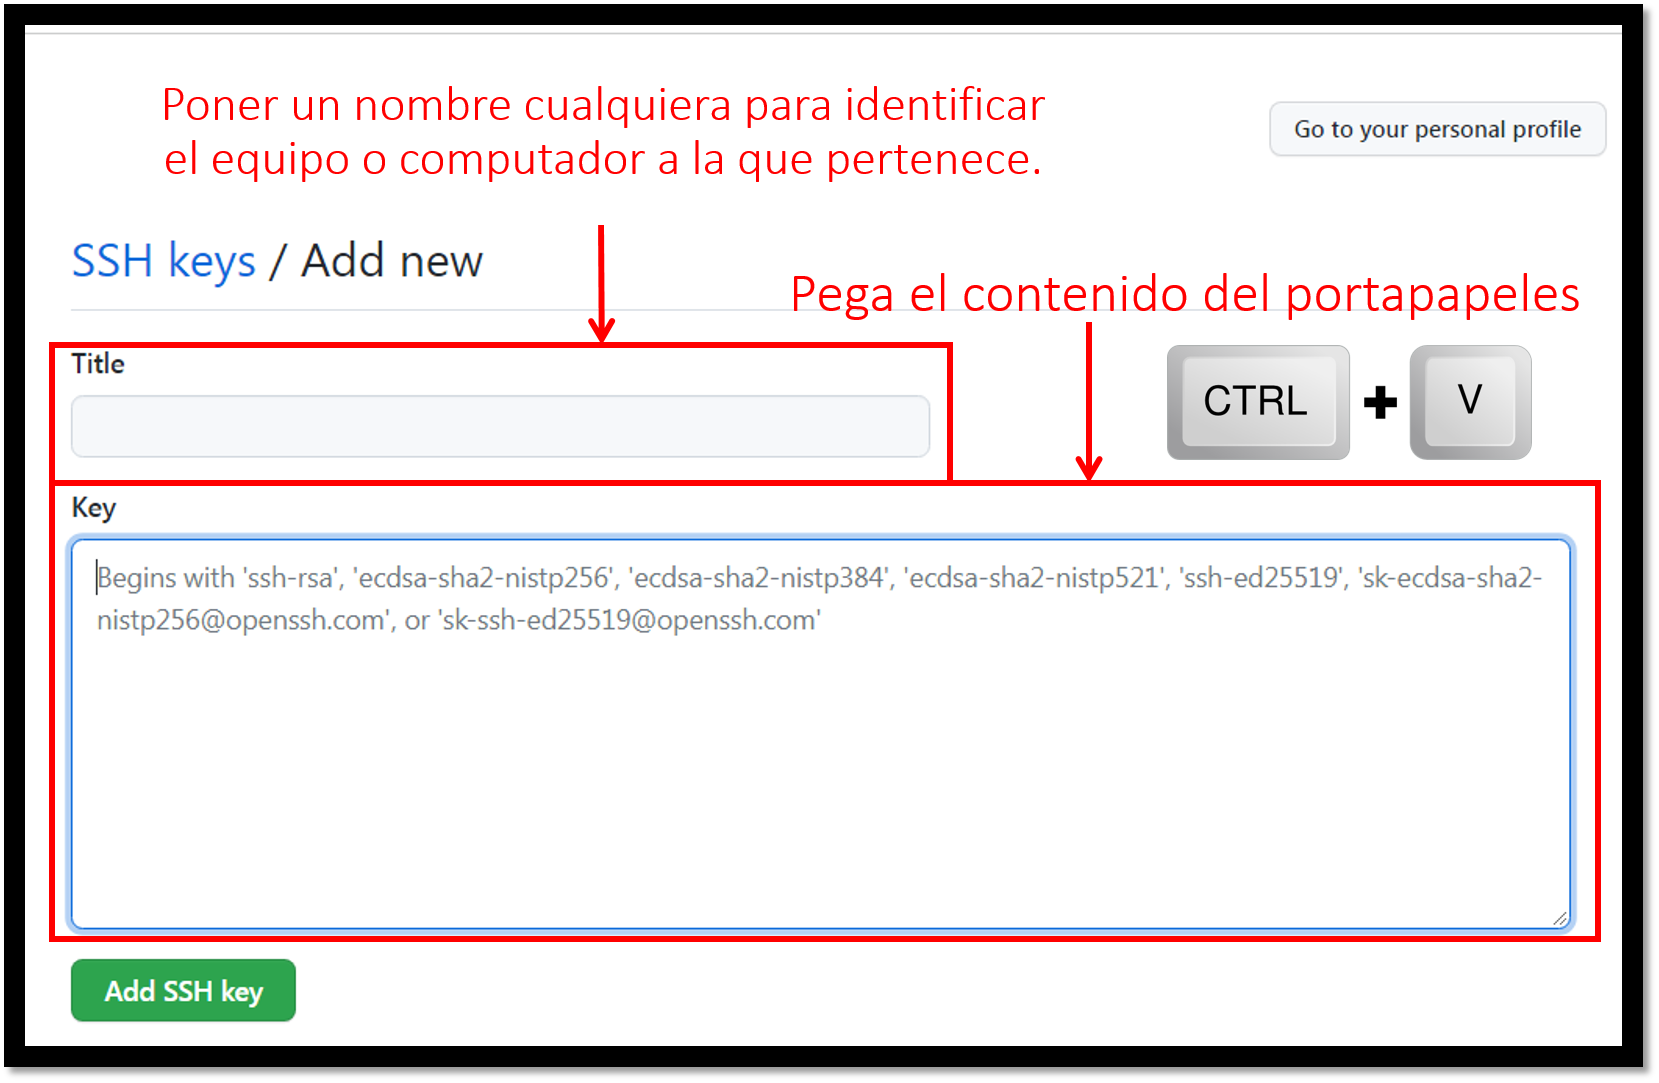 Poner un nombre cualquiera para identificar
el equipo o computador a la que pertenece.
Go to your personal profile
SSH keys / Add new
Pega el contenido del portapapeles
Title
CTRL + V
Key
Begins with 'ssh-rsa', 'ecdsa-sha2-nistp256', 'ecdsa-sha2-nistp384', 'ecdsa-sha2-nistp521', 'ssh-ed25519', 'sk-ecdsa-sha2-
nistp256@openssh.com', or 'sk-ssh-ed25519@openssh.com'
Add SSH key